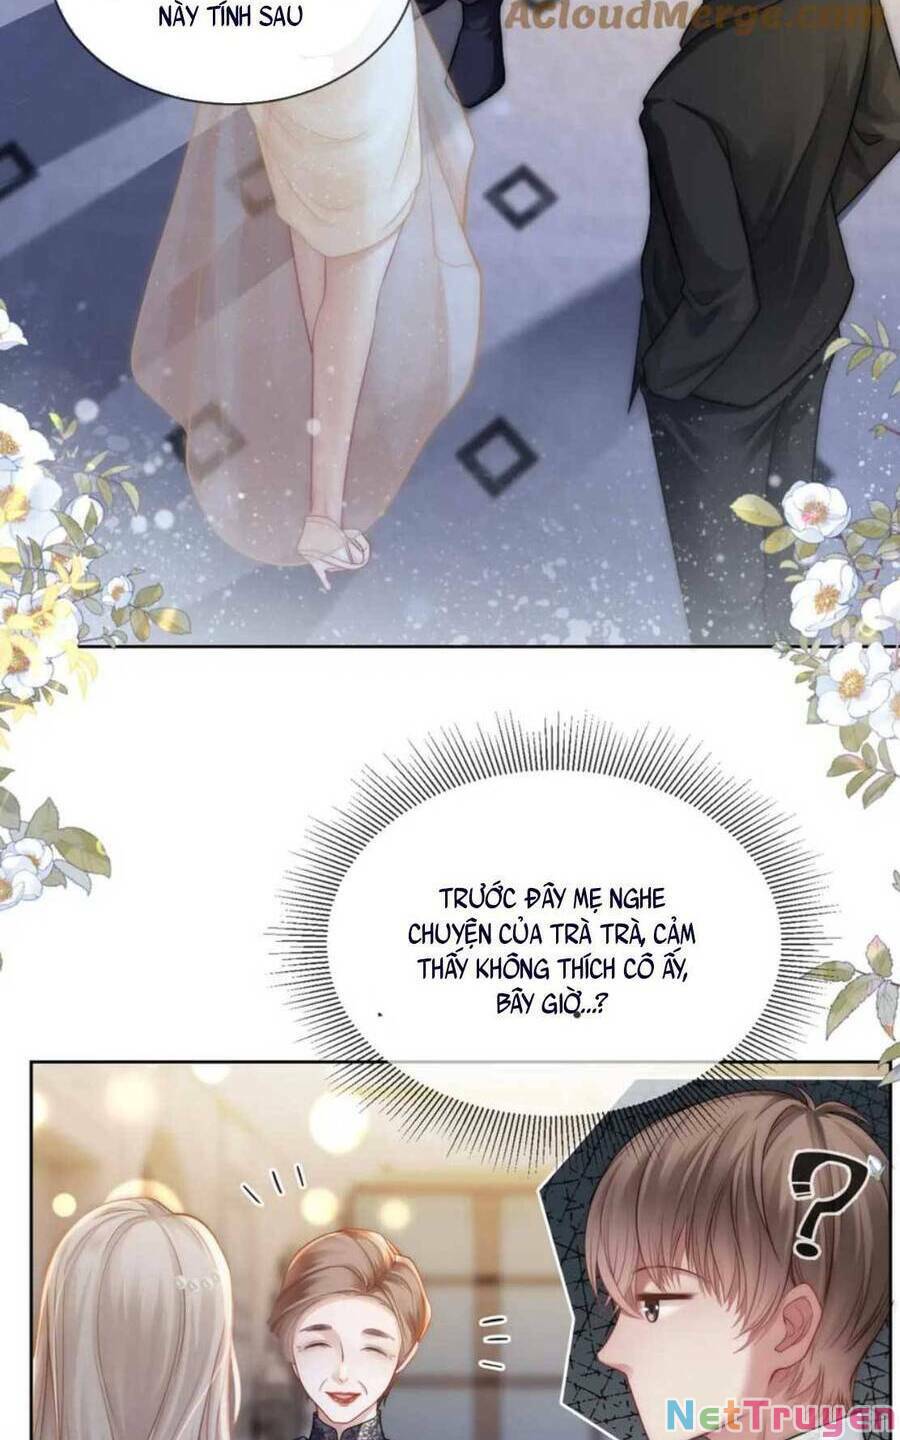 ACloudMerge.com
NÀY TÍNH SAU
TRƯỚC ĐÂY MẸ NGHE
CHUYỆN CỦA TRÀ TRÀ, CẢM
THẤY KHÔNG THÍCH CÔ ẤY,
BÂY GIỜ...?
?
NetTruyen